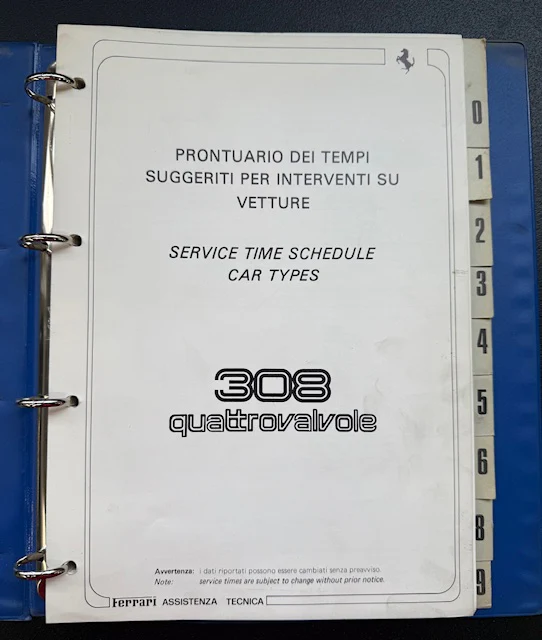 PRONTUARIO DEI TEMPI
SUGGERITI PER INTERVENTI SU
VETTURE
SERVICE TIME SCHEDULE
CAR TYPES
308
quattrovalvole
Avvertenza: i dati riportati possono essere cambiati senza preavviso.
Note: service times are subject to change without prior notice.
Ferrari ASSISTENZA TECNICA
0
1
2
3
4
5
6
8
9